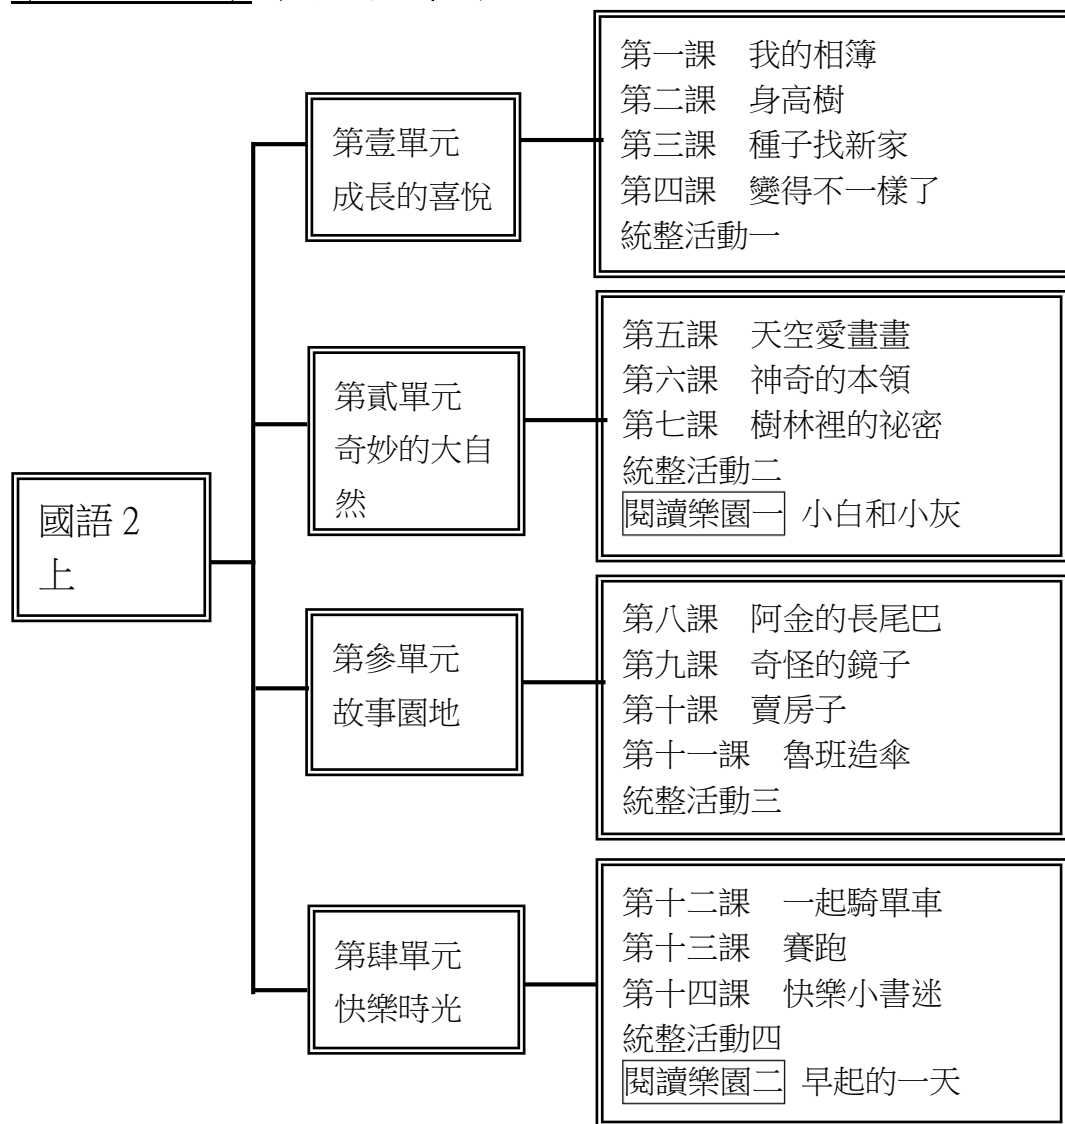 第一課 我的相簿
第二課 身高樹
第三課 種子找新家
第四課 變得不一樣了
統整活動一
第壹單元
成長的喜悅
第五課 天空愛畫畫
第六課 神奇的本領
第七課 樹林裡的祕密
統整活動二
閱讀樂園一 小白和小灰
第貳單元
奇妙的大自
然
國語 2
上
第八課 阿金的長尾巴
第九課 奇怪的鏡子
第十課 賣房子
第十一課 魯班造傘
統整活動三
第參單元
故事園地
第十二課 一起騎單車
第十三課 賽跑
第十四課 快樂小書迷
統整活動四
閱讀樂園二 早起的一天
第肆單元
快樂時光